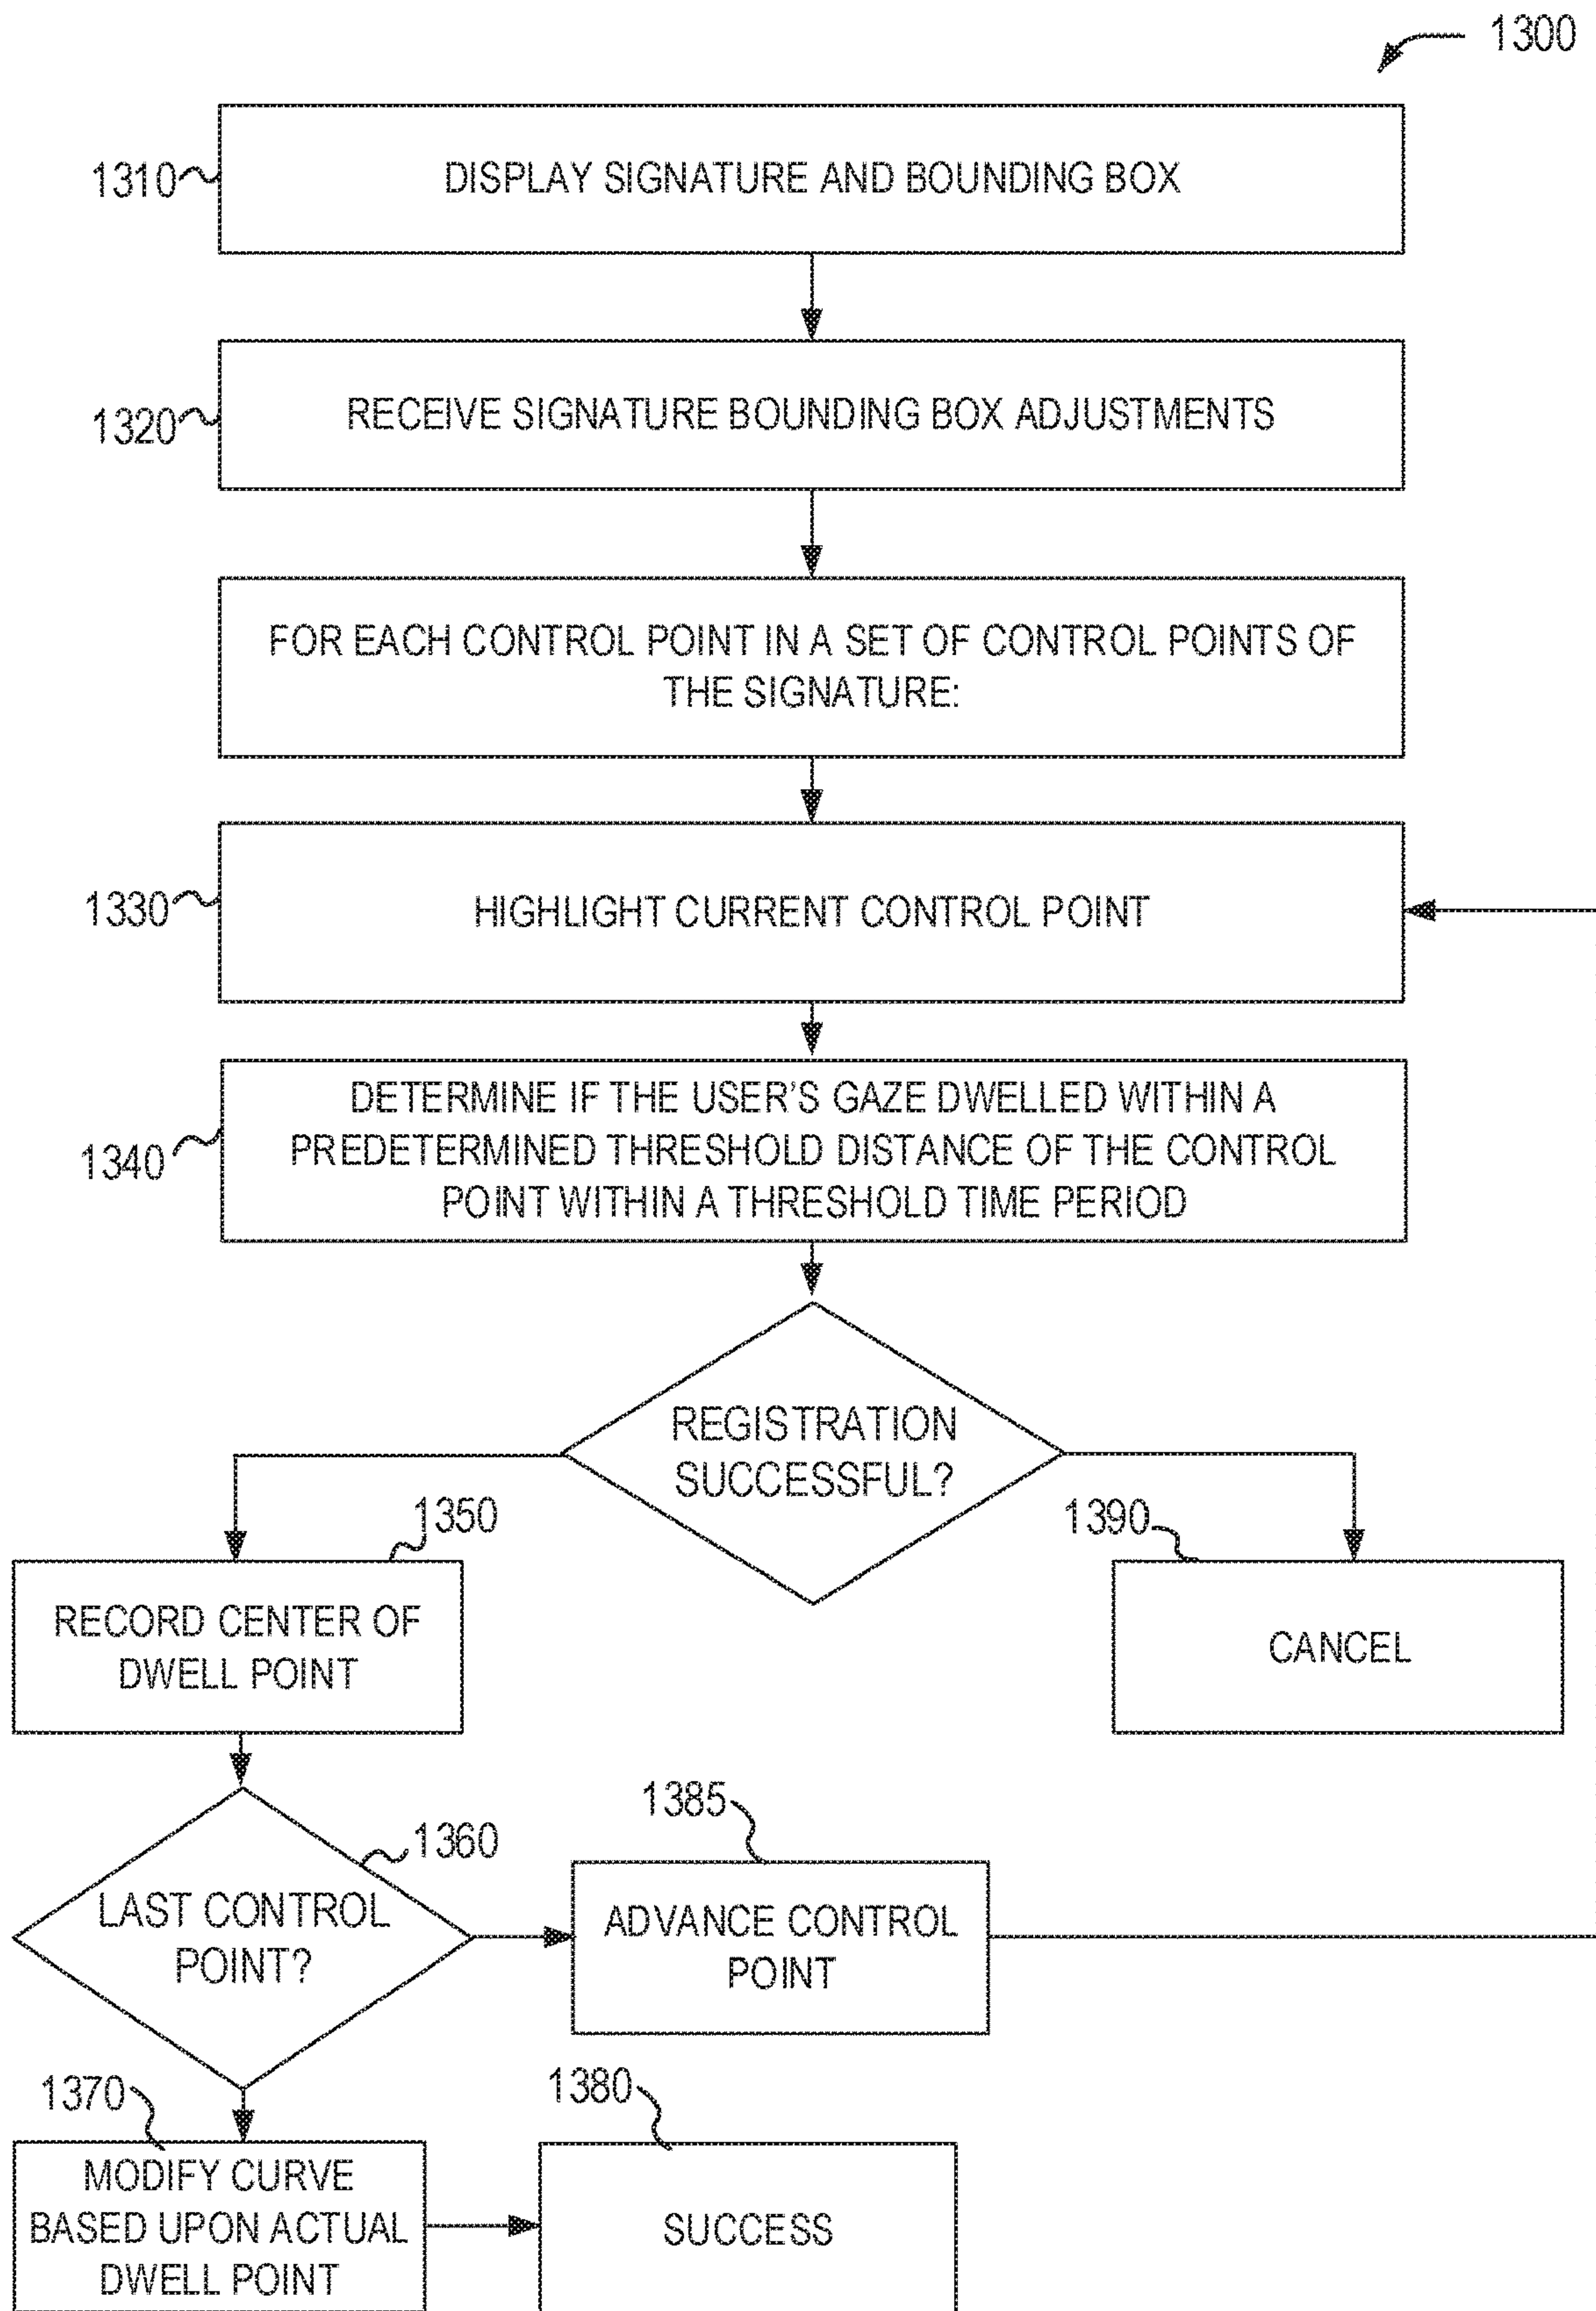 1300
1310
DISPLAY SIGNATURE AND BOUNDING BOX
1320
RECEIVE SIGNATURE BOUNDING BOX ADJUSTMENTS
FOR EACH CONTROL POINT IN A SET OF CONTROL POINTS OF
THE SIGNATURE:
1330
HIGHLIGHT CURRENT CONTROL POINT
1340
DETERMINE IF THE USER'S GAZE DWELLED WITHIN A
PREDETERMINED THRESHOLD DISTANCE OF THE CONTROL
POINT WITHIN A THRESHOLD TIME PERIOD
REGISTRATION
SUCCESSFUL?
1350
RECORD CENTER OF
DWELL POINT
1390
CANCEL
1360
LAST CONTROL
POINT?
1385
ADVANCE CONTROL
POINT
1370
MODIFY CURVE
BASED UPON ACTUAL
DWELL POINT
1380
SUCCESS